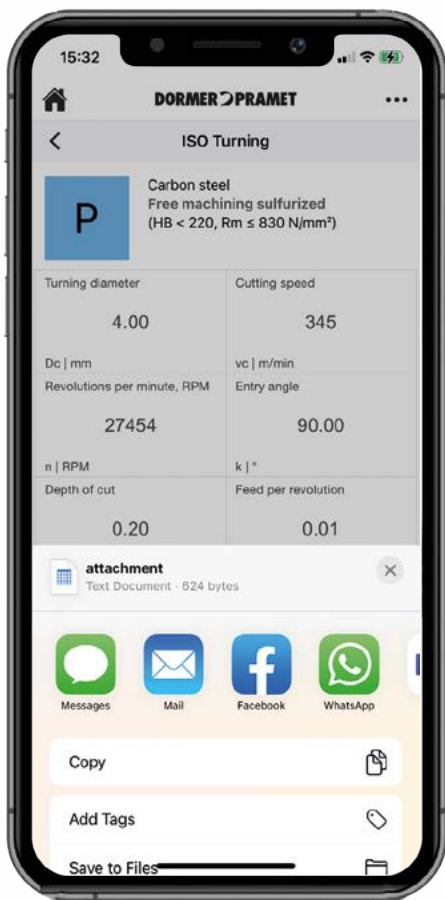 15:32
DORMER PRAMET
ISO Turning
P
Carbon steel
Free machining sulfurized
(HB < 220, Rm ≤ 830 N/mm²)
Turning diameter
Cutting speed
4.00
345
Dc | mm
vc | m/min
Revolutions per minute, RPM
Entry angle
27454
90.00
n | RPM
k | °
Depth of cut
Feed per revolution
0.20
0.01
attachment
Text Document · 624 bytes
Messages
Mail
Facebook
WhatsApp
Copy
Add Tags
Save to Files